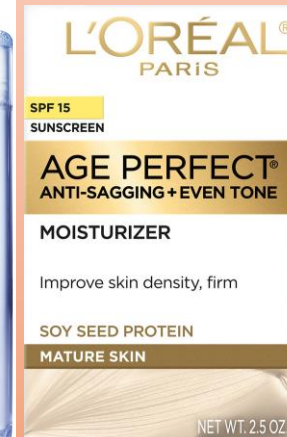 L'ORÉAL®
PARiS
SPF 15
SUNSCREEN
AGE PERFECT®
ANTI-SAGGING + EVEN TONE
MOISTURIZER
Improve skin density, firm
SOY SEED PROTEIN
MATURE SKIN
NET WT. 2.5 OZ